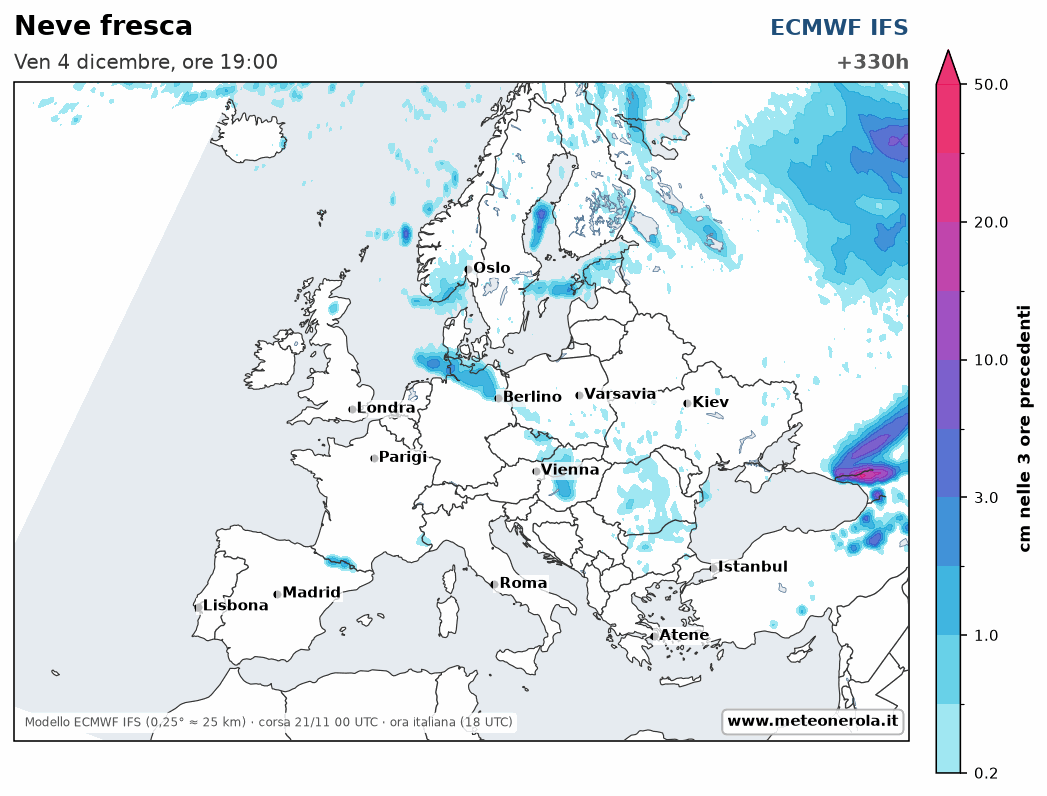 Neve fresca
ECMWF IFS
Ven 4 dicembre, ore 19:00
+330h
50.0
20.0
10.0
3.0
1.0
0.2
cm nelle 3 ore precedenti
Oslo
Berlino
Varsavia
Kiev
Londra
Parigi
Vienna
Istanbul
Roma
Madrid
Lisbona
Atene
Modello ECMWF IFS (0,25° ≈ 25 km) · corsa 21/11 00 UTC · ora italiana (18 UTC)
www.meteonerola.it